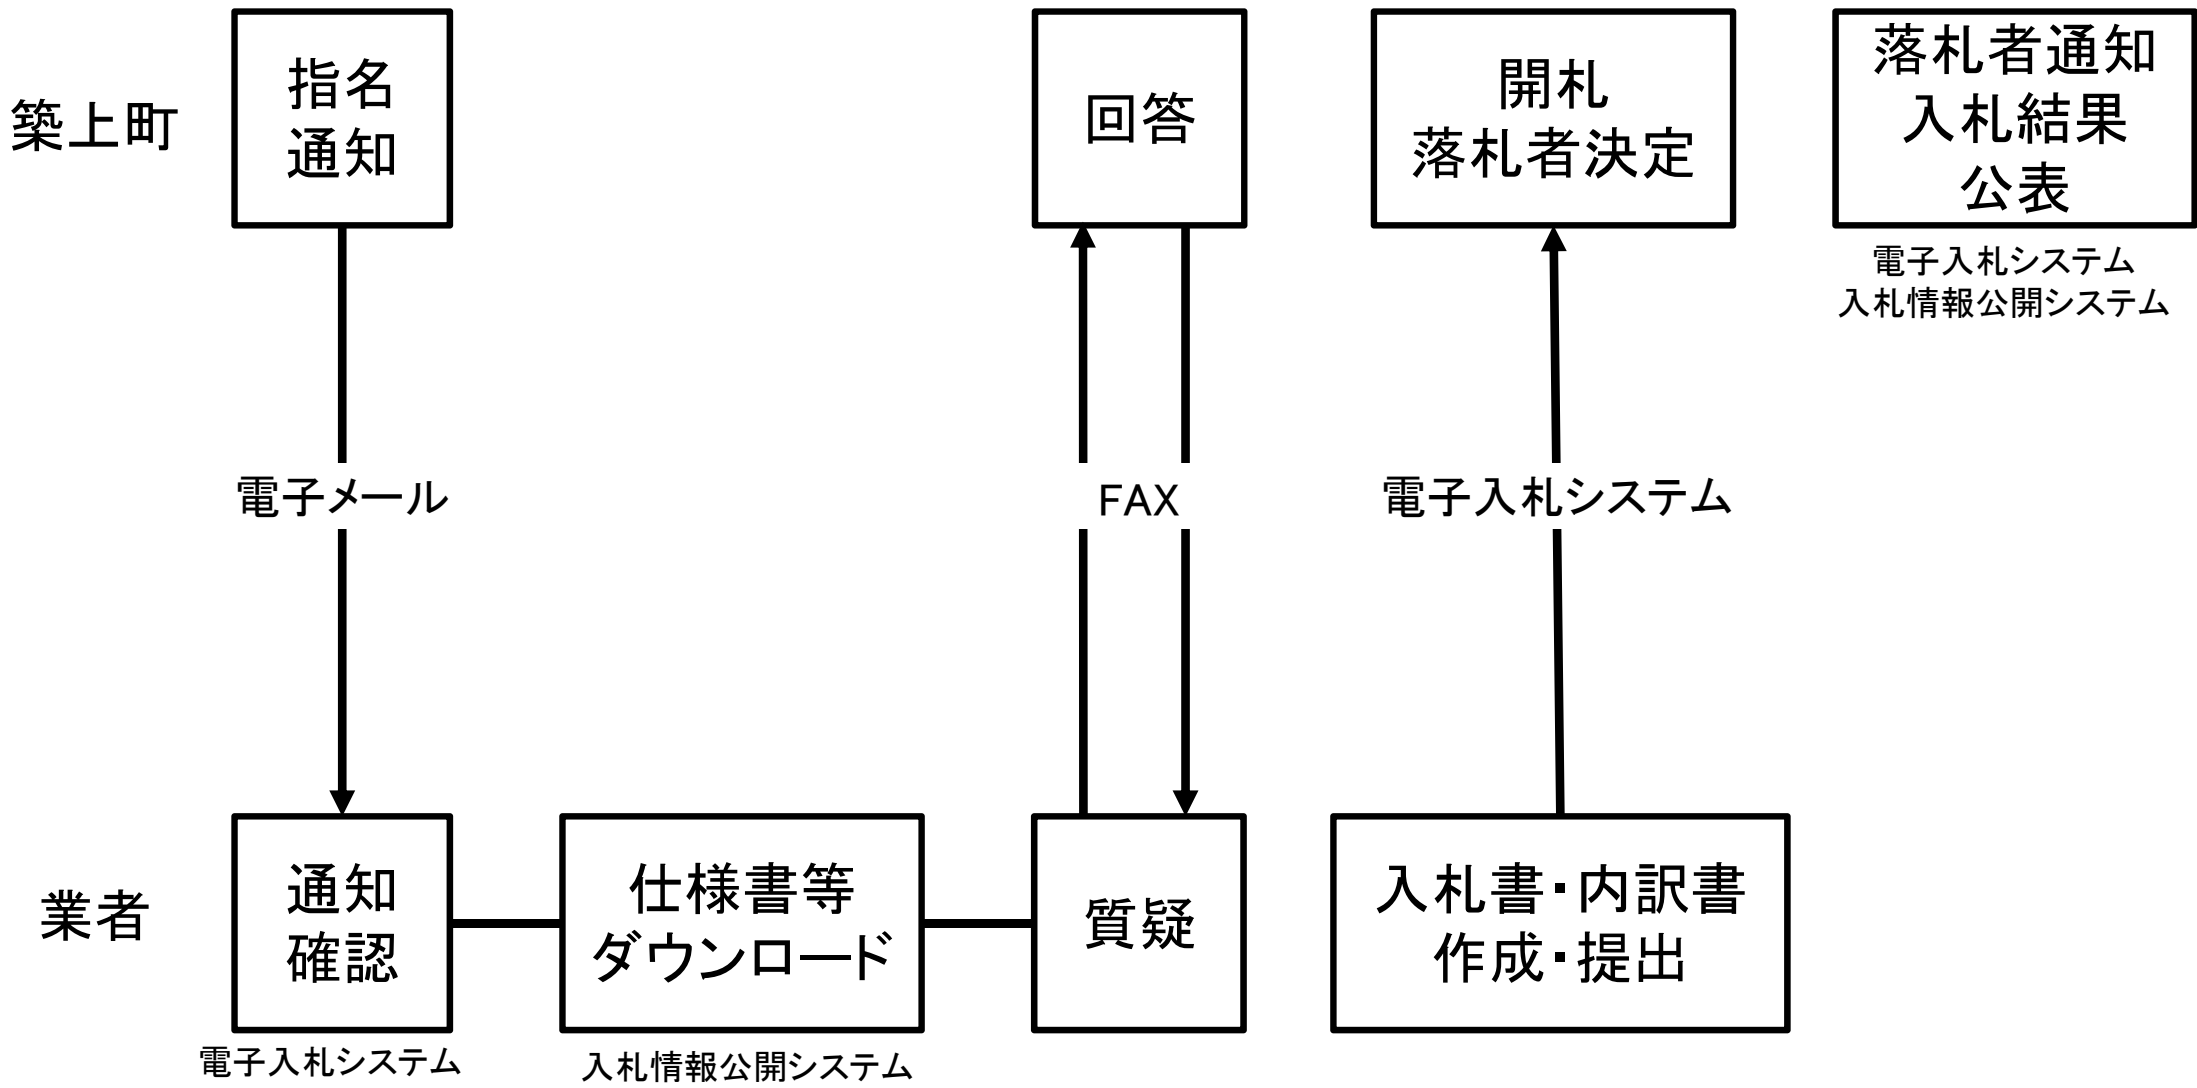 築上町
指名
通知
回答
開札
落札者決定
落札者通知
入札結果
公表
電子入札システム
入札情報公開システム
電子メール
FAX
電子入札システム
業者
通知
確認
仕様書等
ダウンロード
質疑
入札書・内訳書
作成・提出
電子入札システム
入札情報公開システム